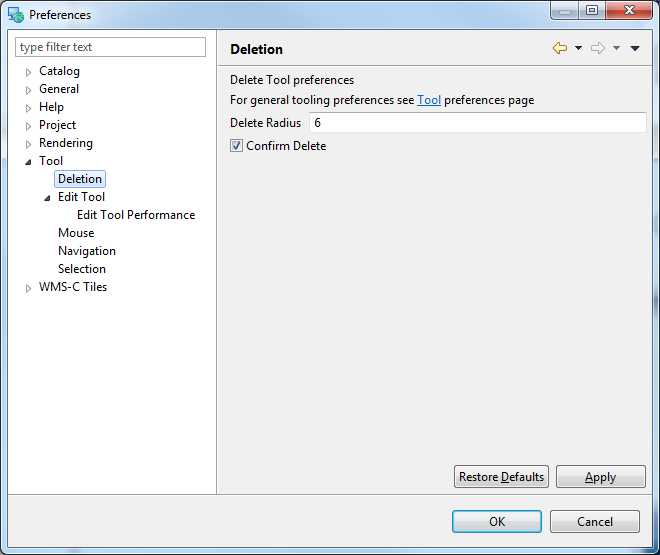 Preferences
type filter text
Catalog
General
Help
Project
Rendering
Tool
Deletion
Edit Tool
Edit Tool Performance
Mouse
Navigation
Selection
WMS-C Tiles
Deletion
Delete Tool preferences
For general tooling preferences see Tool preferences page
Delete Radius 6
Confirm Delete
Restore Defaults Apply
OK Cancel